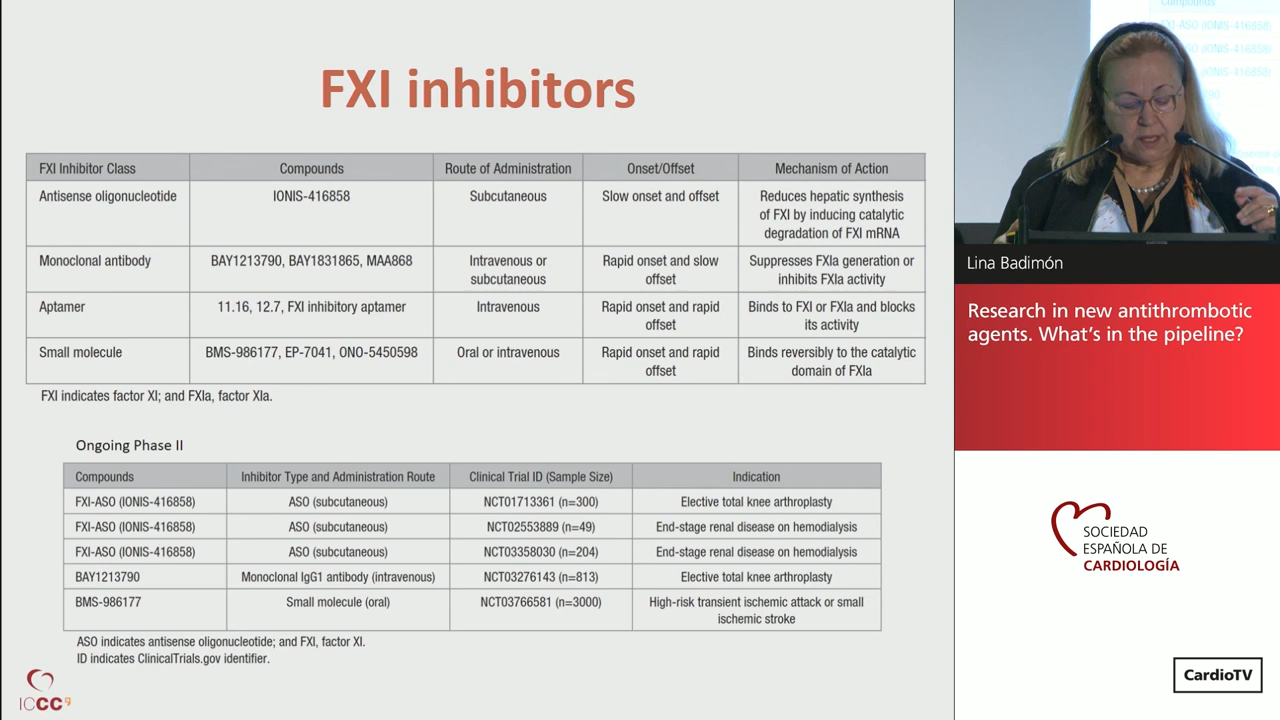 FXI inhibitors
FXI Inhibitor Class Compounds Route of Administration Onset/Offset Mechanism of Action
Antisense oligonucleotide IONIS-416858 Subcutaneous Slow onset and offset Reduces hepatic synthesis
of FXI by inducing catalytic
degradation of FXI mRNA
Monoclonal antibody BAY1213790, BAY1831865, MAA868 Intravenous or Rapid onset and slow Suppresses FXIa generation or
subcutaneous offset inhibits FXIa activity
Aptamer 11.16, 12.7, FXI inhibitory aptamer Intravenous Rapid onset and rapid Binds to FXI or FXIa and blocks
offset its activity
Small molecule BMS-986177, EP-7041, ONO-5450598 Oral or intravenous Rapid onset and rapid Binds reversibly to the catalytic
offset domain of FXIa
FXI indicates factor XI; and FXIa, factor XIa.
Ongoing Phase II
Compounds Inhibitor Type and Administration Route Clinical Trial ID (Sample Size) Indication
FXI-ASO (IONIS-416858) ASO (subcutaneous) NCT01713361 (n=300) Elective total knee arthroplasty
FXI-ASO (IONIS-416858) ASO (subcutaneous) NCT02553889 (n=49) End-stage renal disease on hemodialysis
FXI-ASO (IONIS-416858) ASO (subcutaneous) NCT03358030 (n=204) End-stage renal disease on hemodialysis
BAY1213790 Monoclonal IgG1 antibody (intravenous) NCT03276143 (n=813) Elective total knee arthroplasty
BMS-986177 Small molecule (oral) NCT03766581 (n=3000) High-risk transient ischemic attack or small
ischemic stroke
ASO indicates antisense oligonucleotide; and FXI, factor XI.
ID indicates ClinicalTrials.gov identifier.
ICCC
Compounds
FXI-ASO (IONIS-416858)
(IONIS-416858)
(IONIS-416858)
Lina Badimón
Research in new antithrombotic
agents. What's in the pipeline?
SOCIEDAD
ESPAÑOLA DE
CARDIOLOGÍA
CardioTV